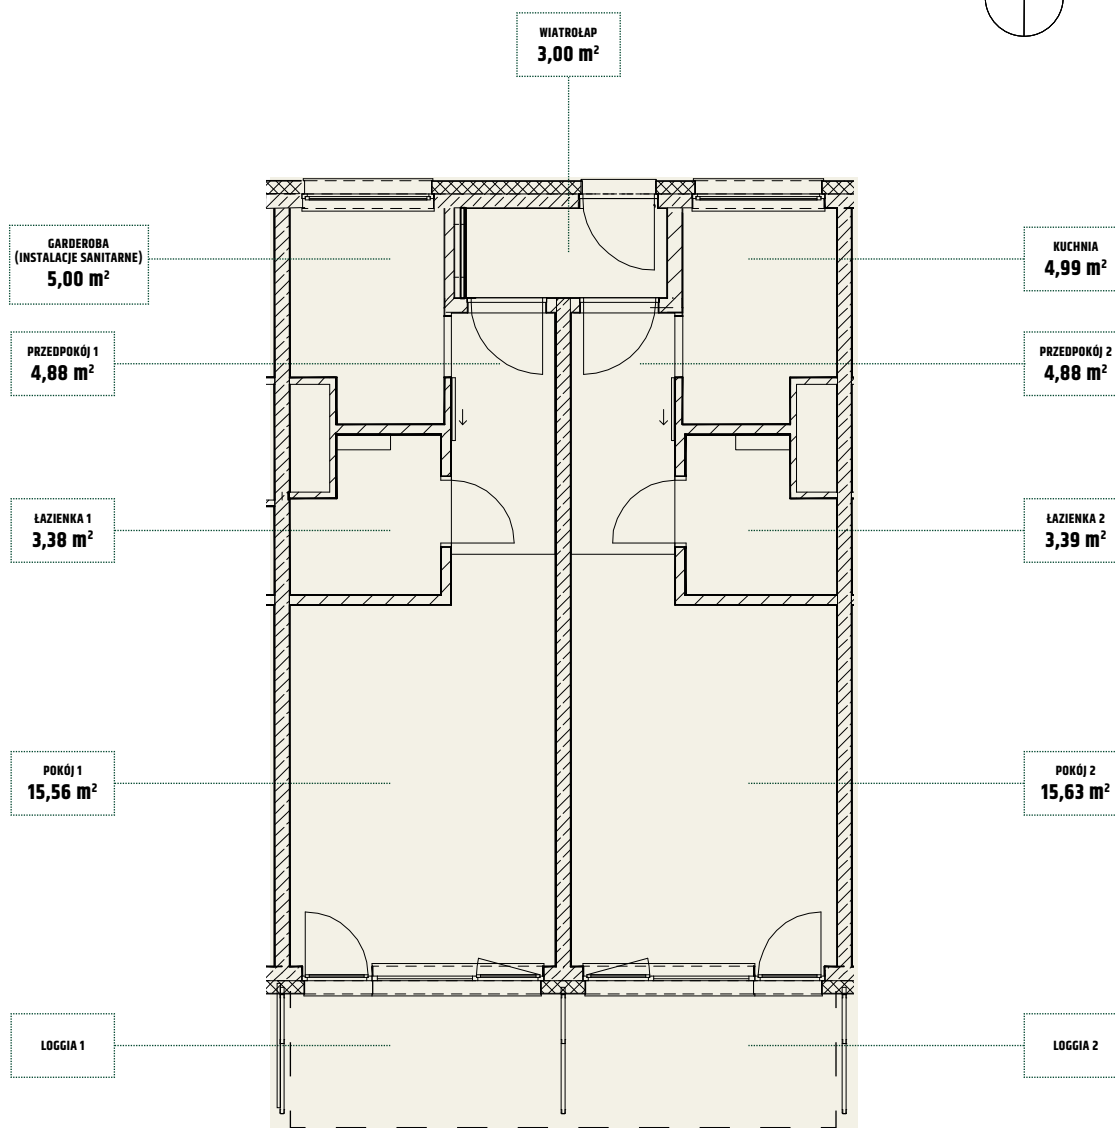 WIATROŁAP
3,00 m²
GARDEROBA
(INSTALACJE SANITARNE)
5,00 m²
KUCHNIA
4,99 m²
PRZEDPOKÓJ 1
4,88 m²
PRZEDPOKÓJ 2
4,88 m²
ŁAZIENKA 1
3,38 m²
ŁAZIENKA 2
3,39 m²
POKÓJ 1
15,56 m²
POKÓJ 2
15,63 m²
LOGGIA 1
LOGGIA 2